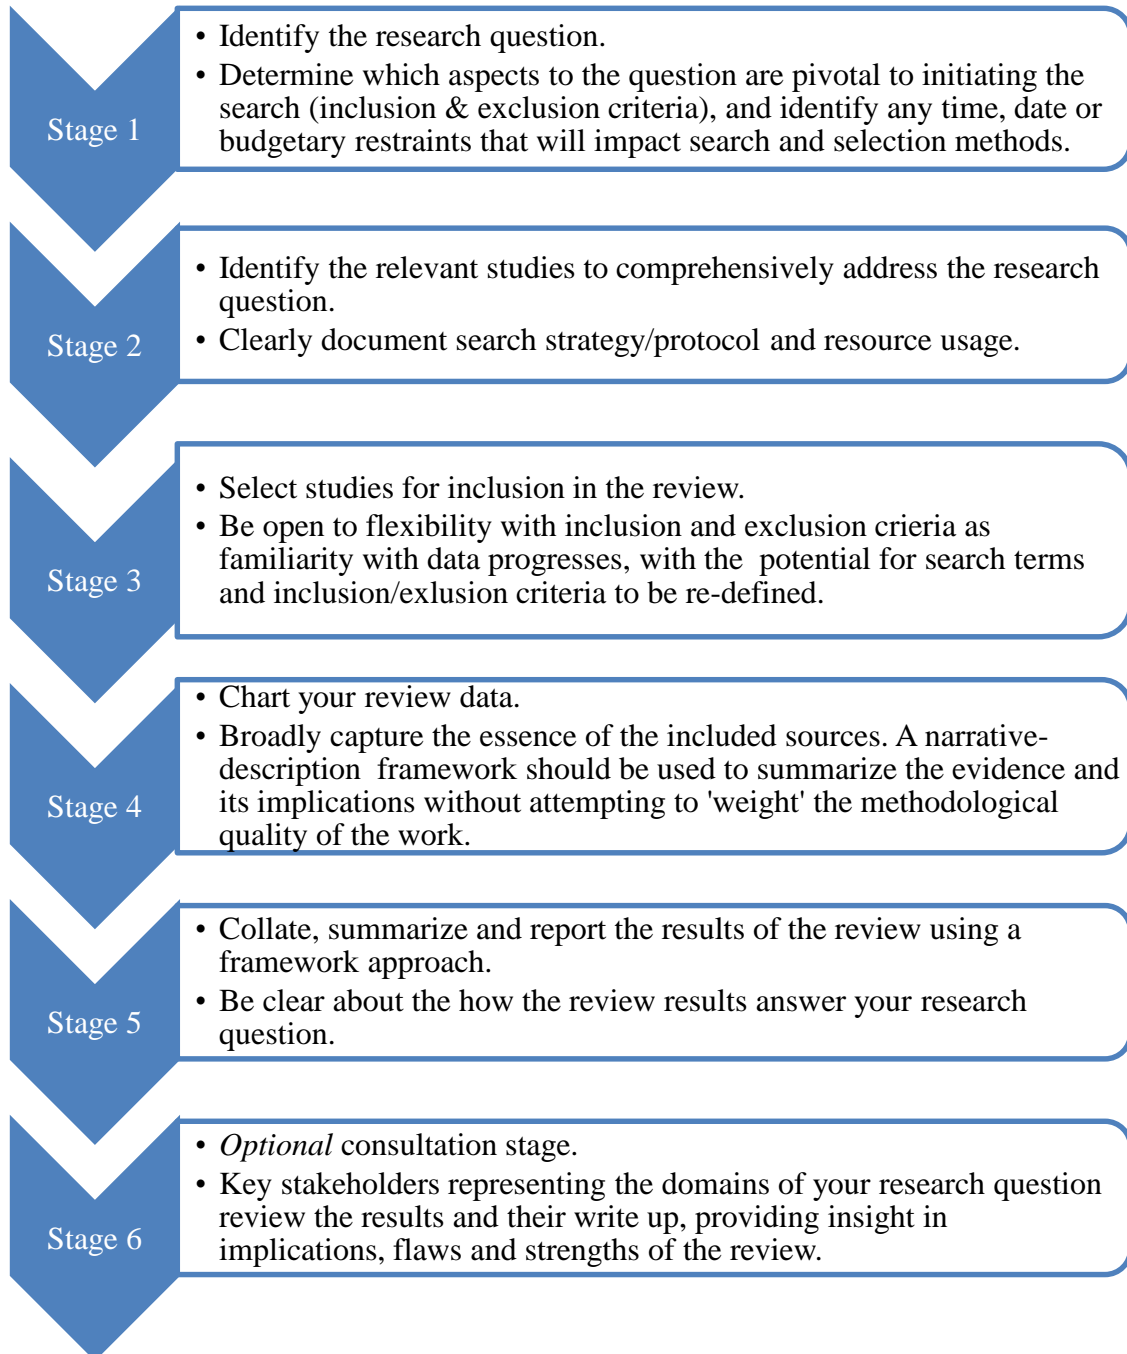 Stage 1
• Identify the research question.
• Determine which aspects to the question are pivotal to initiating the
search (inclusion & exclusion criteria), and identify any time, date or
budgetary restraints that will impact search and selection methods.
Stage 2
• Identify the relevant studies to comprehensively address the research
question.
• Clearly document search strategy/protocol and resource usage.
Stage 3
• Select studies for inclusion in the review.
• Be open to flexibility with inclusion and exclusion crieria as
familiarity with data progresses, with the potential for search terms
and inclusion/exlusion criteria to be re-defined.
Stage 4
• Chart your review data.
• Broadly capture the essence of the included sources. A narrative-
description framework should be used to summarize the evidence and
its implications without attempting to 'weight' the methodological
quality of the work.
Stage 5
• Collate, summarize and report the results of the review using a
framework approach.
• Be clear about the how the review results answer your research
question.
Stage 6
• Optional consultation stage.
• Key stakeholders representing the domains of your research question
review the results and their write up, providing insight in
implications, flaws and strengths of the review.